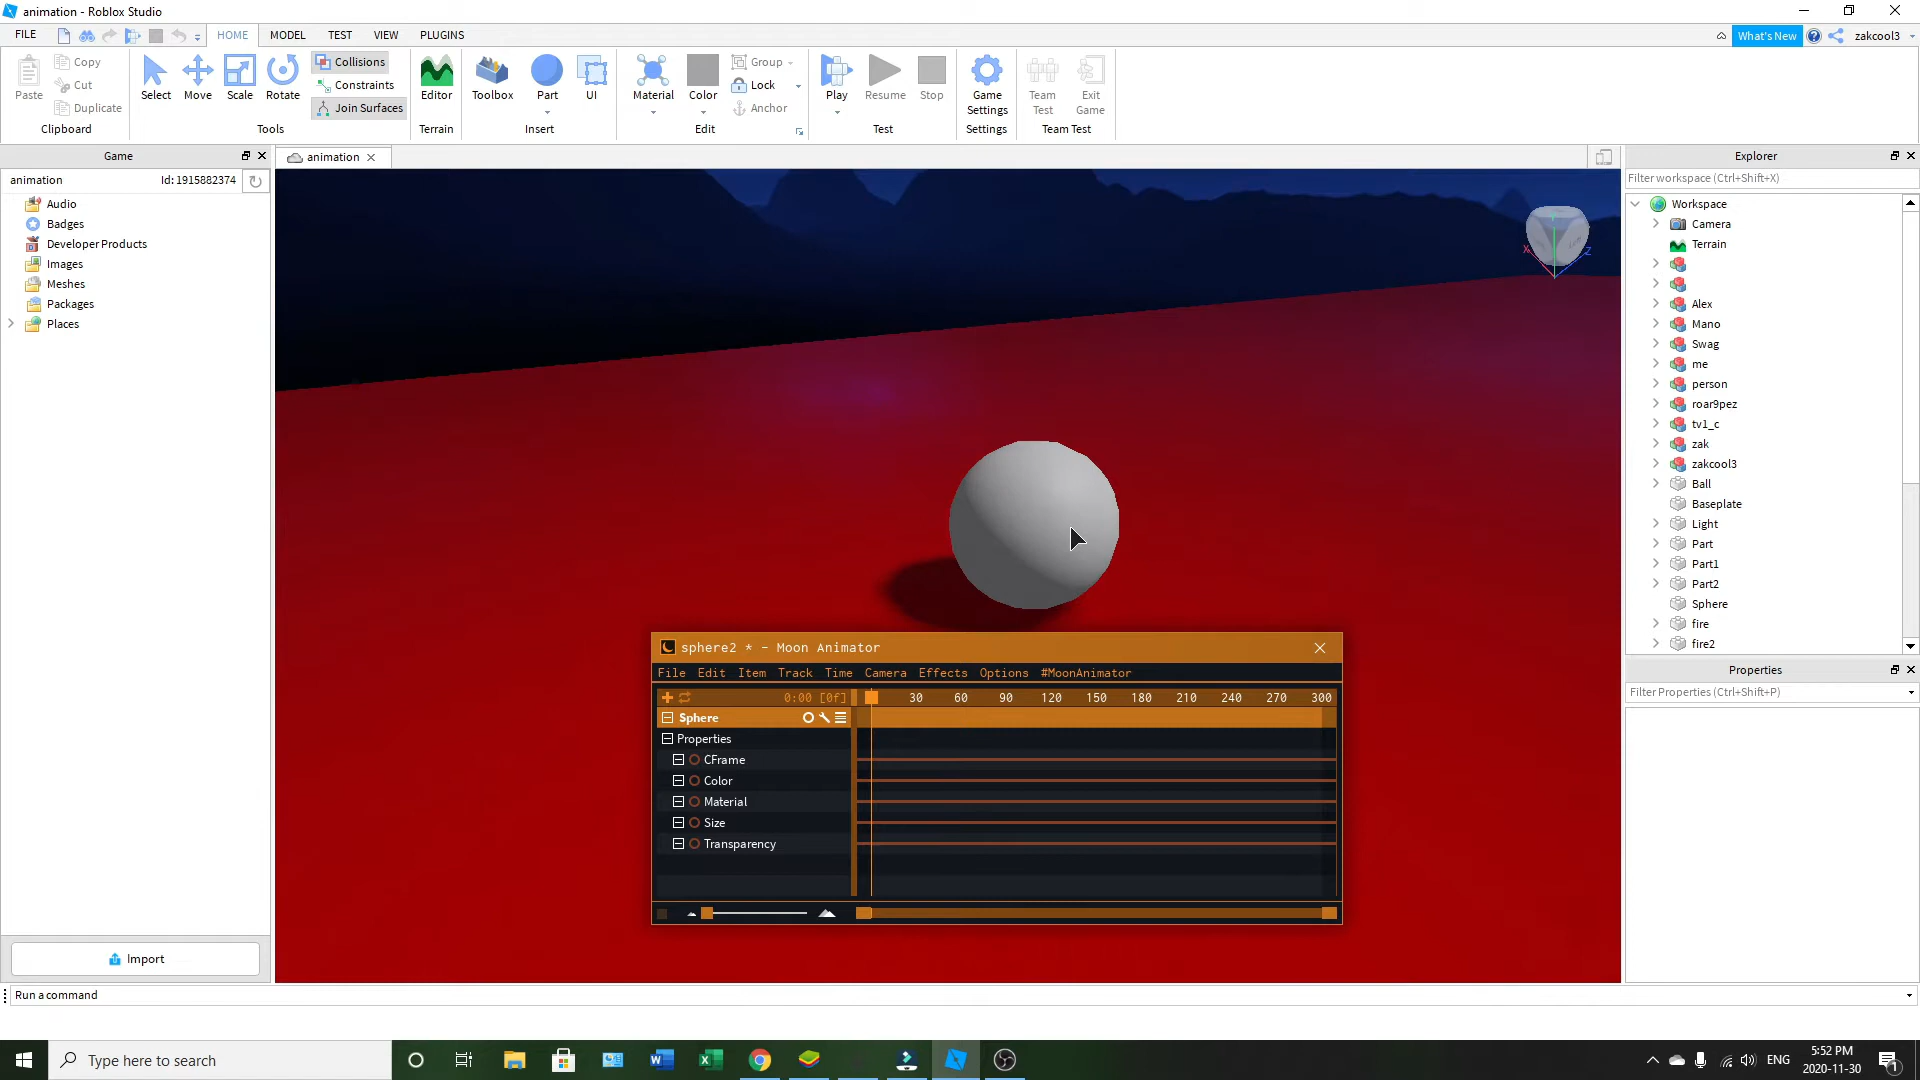 animation - Roblox Studio
FILE HOME MODEL TEST VIEW PLUGINS What's New zakcool3
Paste Copy Cut Duplicate
Select Move Scale Rotate
Collisions
Constraints
Join Surfaces
Editor Toolbox Part UI Material Color
Group
Lock
Anchor
Play Resume Stop Game Settings Team Test Exit Game
Clipboard Tools Terrain Insert Edit Test Settings Team Test
Game
animation Id: 1915882374
Audio
Badges
Developer Products
Images
Meshes
Packages
Places
Import
animation
X Z
sphere2 * - Moon Animator
File Edit Item Track Time Camera Effects Options #MoonAnimator
0:00 [0f] 30 60 90 120 150 180 210 240 270 300
Sphere
Properties
CFrame
Color
Material
Size
Transparency
Explorer
Filter workspace (Ctrl+Shift+X)
Workspace
Camera
Terrain
Alex
Mano
Swag
me
person
roar9pez
tv1_c
zak
zakcool3
Ball
Baseplate
Light
Part
Part1
Part2
Sphere
fire
fire2
Properties
Filter Properties (Ctrl+Shift+P)
Run a command
Type here to search
ENG
5:52 PM
2020-11-30
1